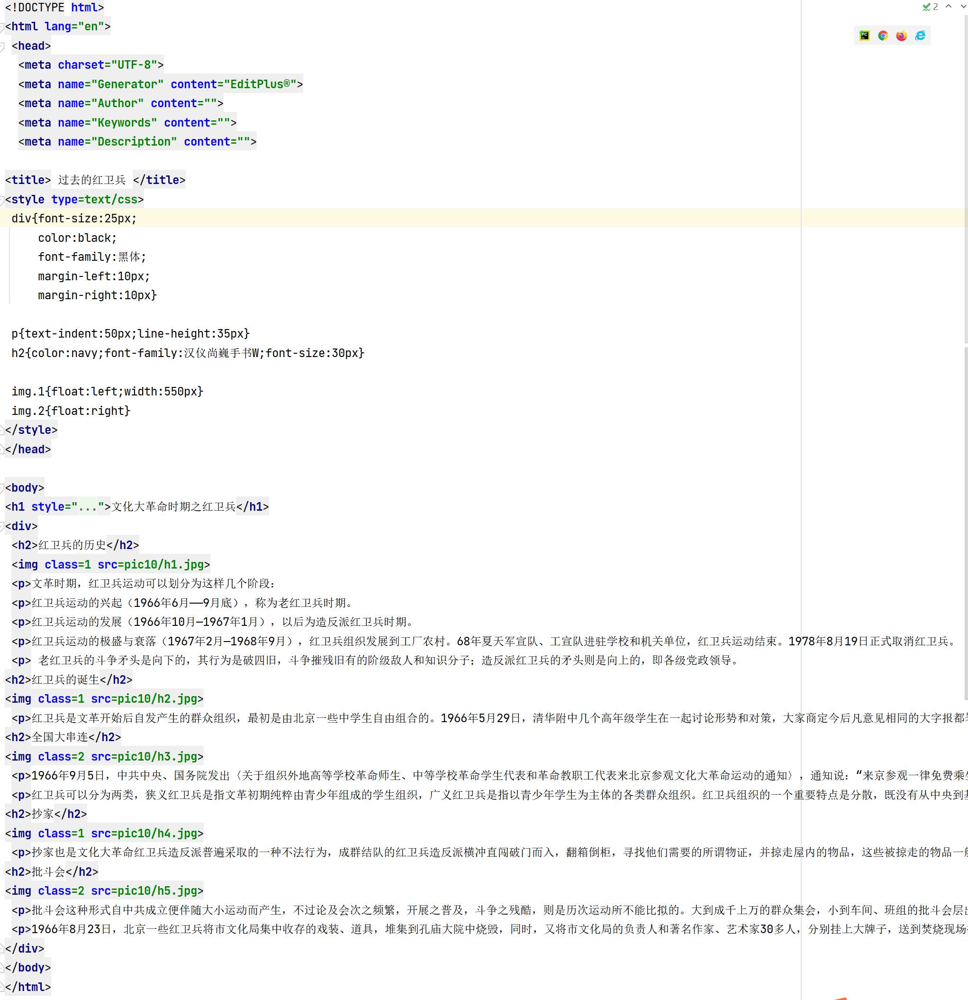 <!DOCTYPE html>
2
<html lang="en">
<head>
<meta charset="UTF-8">
<meta name="Generator" content="EditPlus®">
<meta name="Author" content="">
<meta name="Keywords" content="">
<meta name="Description" content="">
<title> 过去的红卫兵 </title>
<style type=text/css>
div{font-size:25px;
color:black;
font-family:黑体;
margin-left:10px;
margin-right:10px}
p{text-indent:50px;line-height:35px}
h2{color:navy;font-family:汉仪尚巍手书W;font-size:30px}
img.1{float:left;width:550px}
img.2{float:right}
</style>
</head>
<body>
<h1 style="...">文化大革命时期之红卫兵</h1>
<div>
<h2>红卫兵的历史</h2>
<img class=1 src=pic10/h1.jpg>
<p>文革时期，红卫兵运动可以划分为这样几个阶段：
<p>红卫兵运动的兴起（1966年6月——9月底），称为老红卫兵时期。
<p>红卫兵运动的发展（1966年10月—1967年1月），以后为造反派红卫兵时期。
<p>红卫兵运动的极盛与衰落（1967年2月—1968年9月），红卫兵组织发展到工厂农村。68年夏天军宣队、工宣队进驻学校和机关单位，红卫兵运动结束。1978年8月19日正式取消红卫兵。
<p> 老红卫兵的斗争矛头是向下的，其行为是破四旧，斗争摧残旧有的阶级敌人和知识分子；造反派红卫兵的矛头则是向上的，即各级党政领导。
<h2>红卫兵的诞生</h2>
<img class=1 src=pic10/h2.jpg>
<p>红卫兵是文革开始后自发产生的群众组织，最初是由北京一些中学生自由组合的。1966年5月29日，清华附中几个高年级学生在一起讨论形势和对策，大家商定今后凡意见相同的大字报都
<h2>全国大串连</h2>
<img class=2 src=pic10/h3.jpg>
<p>1966年9月5日，中共中央、国务院发出〈关于组织外地高等学校革命师生、中等学校革命学生代表和革命教职工代表来北京参观文化大革命运动的通知〉，通知说：“来京参观一律免费乘
<p>红卫兵可以分为两类，狭义红卫兵是指文革初期纯粹由青少年组成的学生组织，广义红卫兵是指以青少年学生为主体的各类群众组织。红卫兵组织的一个重要特点是分散，既没有从中央到
<h2>抄家</h2>
<img class=1 src=pic10/h4.jpg>
<p>抄家也是文化大革命红卫兵造反派普遍采取的一种不法行为，成群结队的红卫兵造反派横冲直闯破门而入，翻箱倒柜，寻找他们需要的所谓物证，并掠走屋内的物品，这些被掠走的物品一
<h2>批斗会</h2>
<img class=2 src=pic10/h5.jpg>
<p>批斗会这种形式自中共成立便伴随大小运动而产生，不过论及会次之频繁，开展之普及，斗争之残酷，则是历次运动所不能比拟的。大到成千上万的群众集会，小到车间、班组的批斗会层
<p>1966年8月23日，北京一些红卫兵将市文化局集中收存的戏装、道具，堆集到孔庙大院中烧毁，同时，又将市文化局的负责人和著名作家、艺术家30多人，分别挂上大牌子，送到焚烧现场
</div>
</body>
</html>